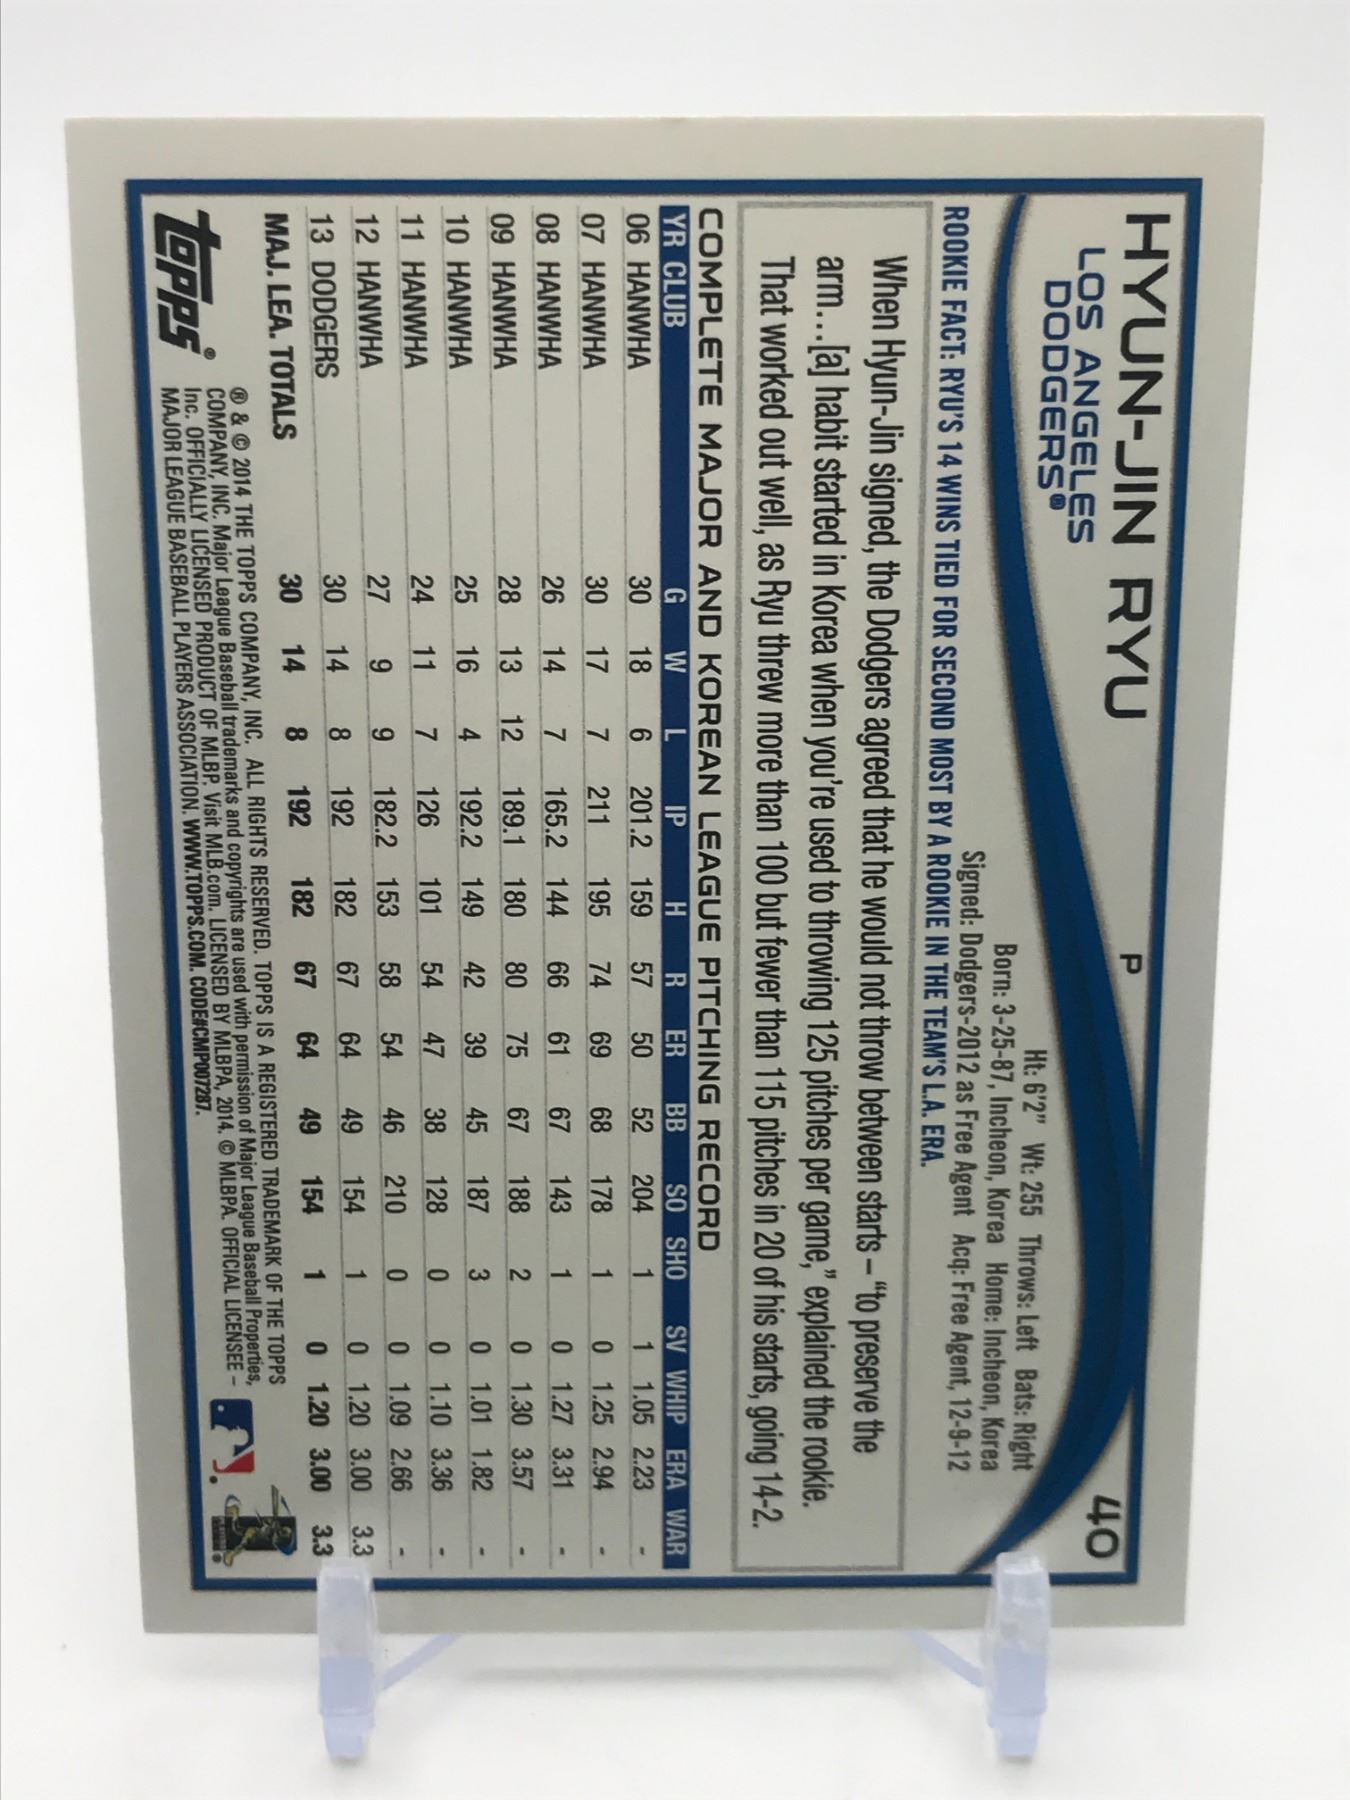 HYUN-JIN RYU P 40
LOS ANGELES
DODGERS®
Ht: 6'2" Wt: 255 Throws: Left Bats: Right
Born: 3-25-87, Incheon, Korea Home: Incheon, Korea
Signed: Dodgers-2012 as Free Agent Acq: Free Agent, 12-9-12
ROOKIE FACT: RYU'S 14 WINS TIED FOR SECOND MOST BY A ROOKIE IN THE TEAM'S L.A. ERA.
When Hyun-Jin signed, the Dodgers agreed that he would not throw between starts – "to preserve the
arm…[a] habit started in Korea when you're used to throwing 125 pitches per game," explained the rookie.
That worked out well, as Ryu threw more than 100 but fewer than 115 pitches in 20 of his starts, going 14-2.
COMPLETE MAJOR AND KOREAN LEAGUE PITCHING RECORD
YR CLUB G W L IP H R ER BB SO SHO SV WHIP ERA WAR
06 HANWHA 30 18 6 201.2 159 57 50 52 204 1 1 1.05 2.23 -
07 HANWHA 30 17 7 211 195 74 69 68 178 1 0 1.25 2.94 -
08 HANWHA 26 14 7 165.2 144 66 61 67 143 1 0 1.27 3.31 -
09 HANWHA 28 13 12 189.1 180 80 75 67 188 2 0 1.30 3.57 -
10 HANWHA 25 16 4 192.2 149 42 39 45 187 3 0 1.01 1.82 -
11 HANWHA 24 11 7 126 101 54 47 38 128 0 0 1.10 3.36 -
12 HANWHA 27 9 9 182.2 153 58 54 46 210 0 0 1.09 2.66 -
13 DODGERS 30 14 8 192 182 67 64 49 154 1 0 1.20 3.00 3.3
MAJ. LEA. TOTALS 30 14 8 192 182 67 64 49 154 1 0 1.20 3.00 3.3
topps®
® & © 2014 THE TOPPS COMPANY, INC. ALL RIGHTS RESERVED. TOPPS IS A REGISTERED TRADEMARK OF THE TOPPS
COMPANY, INC. Major League Baseball trademarks and copyrights are used with permission of Major League Baseball Properties,
Inc. OFFICIALLY LICENSED PRODUCT OF MLBP. Visit MLB.com. LICENSED BY MLBPA, 2014. © MLBPA. OFFICIAL LICENSEE –
MAJOR LEAGUE BASEBALL PLAYERS ASSOCIATION. WWW.TOPPS.COM. CODE#CMP007287.